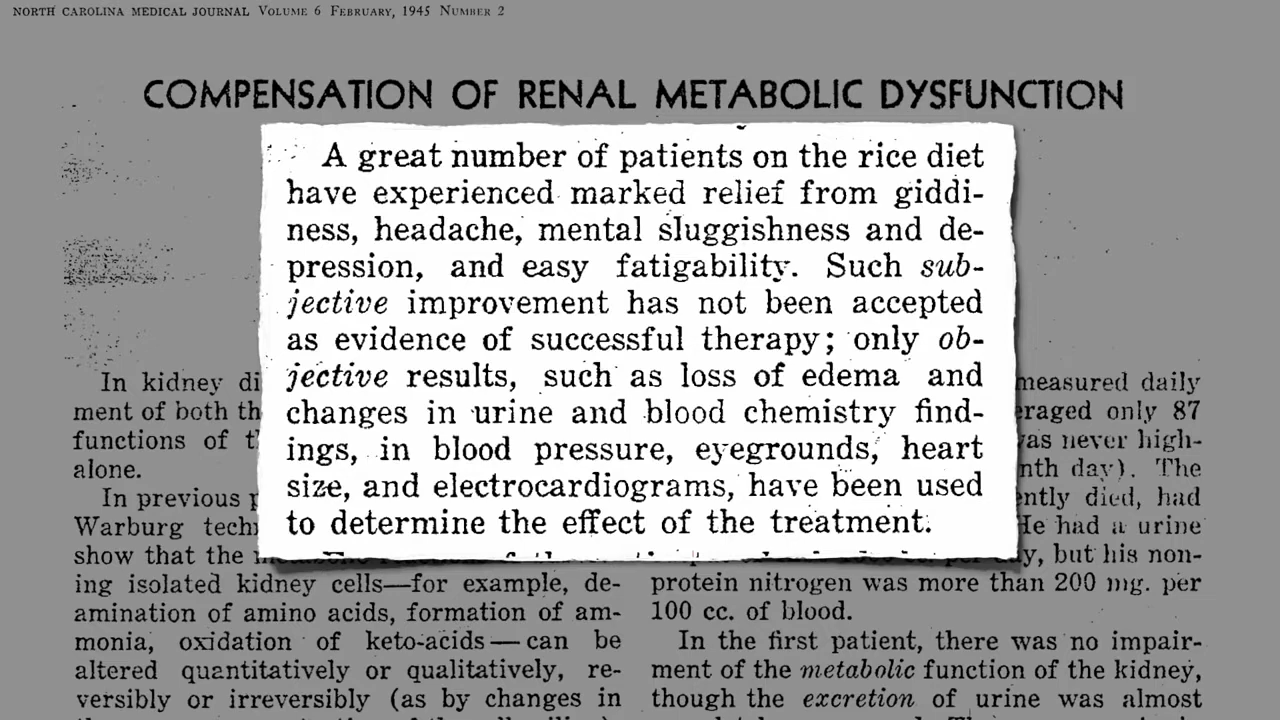 NORTH CAROLINA MEDICAL JOURNAL VOLUME 6 FEBRUARY, 1945 NUMBER 2
COMPENSATION OF RENAL METABOLIC DYSFUNCTION
A great number of patients on the rice diet
have experienced marked relief from giddi-
ness, headache, mental sluggishness and de-
pression, and easy fatigability. Such sub-
jective improvement has not been accepted
as evidence of successful therapy; only ob-
jective results, such as loss of edema and
changes in urine and blood chemistry find-
ings, in blood pressure, eyegrounds, heart
size, and electrocardiograms, have been used
to determine the effect of the treatment.
In kidney
ment of both
functions of
alone.
In previous
Warburg
show that the
ing isolated kidney cells—for example, de-
amination of amino acids, formation of am-
monia, oxidation of keto-acids—can be
altered quantitatively or qualitatively, re-
versibly or irreversibly (as by changes in
measured daily
only 87
was never high-
day). The
died, had
He had a urine
but his non-
protein nitrogen was more than 200 mg. per
100 cc. of blood.
In the first patient, there was no impair-
ment of the metabolic function of the kidney,
though the excretion of urine was almost